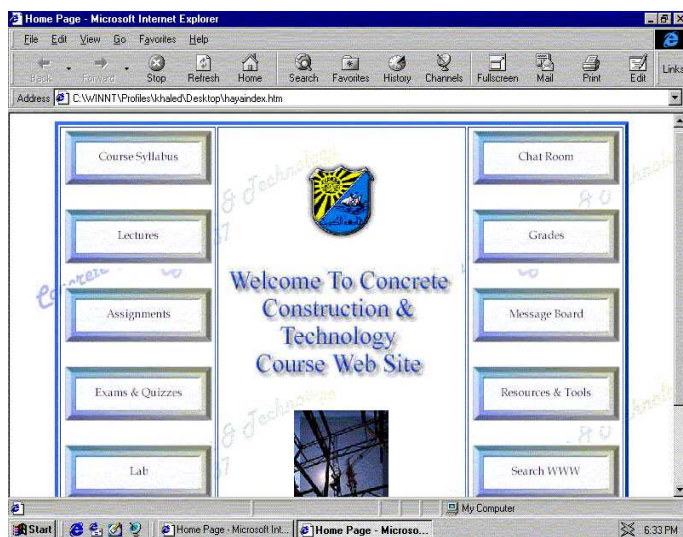 Home Page - Microsoft Internet Explorer
File Edit View Go Favorites Help
Back Forward Stop Refresh Home Search Favorites History Channels Fullscreen Mail Print Edit Links
Address C:\WINNT\Profiles\khaled\Desktop\hayaindex.htm
Course Syllabus
Lectures
Assignments
Exams & Quizzes
Lab
Welcome To Concrete
Construction &
Technology
Course Web Site
Chat Room
Grades
Message Board
Resources & Tools
Search WWW
& Technology
Concrete
& Technology
My Computer
Start Home Page - Microsoft Int... Home Page - Microso... 6:33 PM